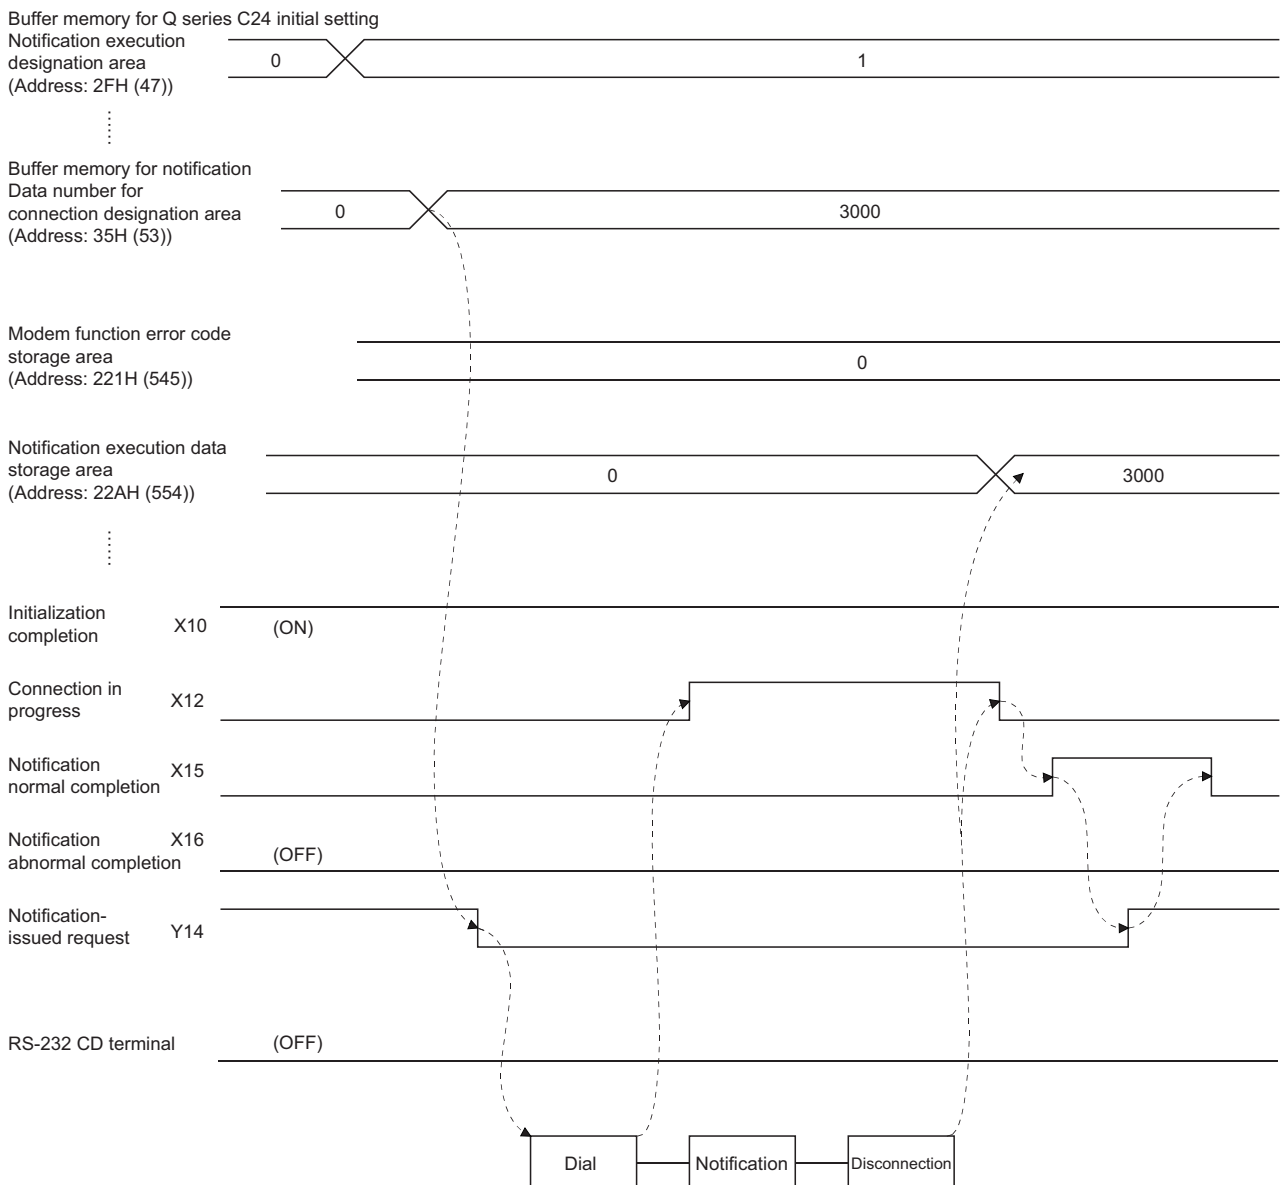 Buffer memory for Q series C24 initial setting
Notification execution
designation area
(Address: 2FH (47))
0
1
Buffer memory for notification
Data number for
connection designation area
(Address: 35H (53))
0
3000
Modem function error code
storage area
(Address: 221H (545))
0
Notification execution data
storage area
(Address: 22AH (554))
0
3000
Initialization
completion
X10
(ON)
Connection in
progress
X12
Notification
normal completion
X15
Notification
abnormal completion
X16
(OFF)
Notification-
issued request
Y14
RS-232 CD terminal
(OFF)
Dial
Notification
Disconnection